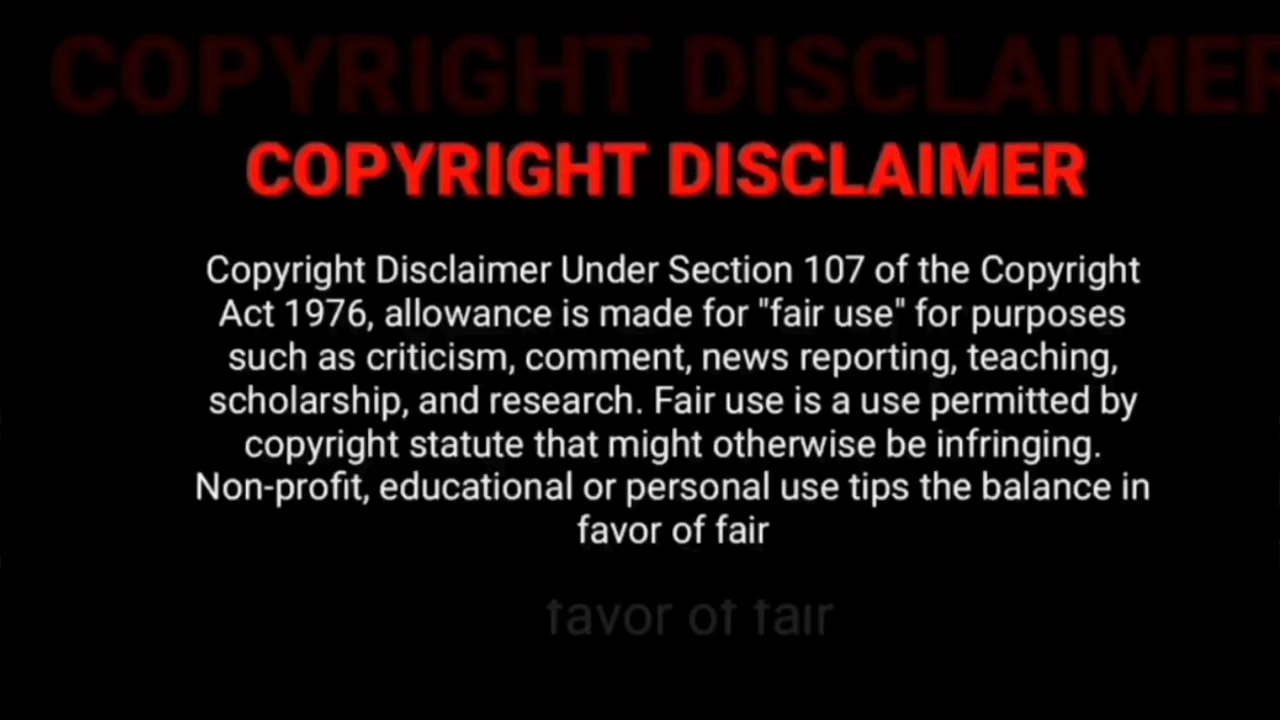 COPYRIGHT DISCLAIMER
COPYRIGHT DISCLAIMER
Copyright Disclaimer Under Section 107 of the Copyright
Act 1976, allowance is made for "fair use" for purposes
such as criticism, comment, news reporting, teaching,
scholarship, and research. Fair use is a use permitted by
copyright statute that might otherwise be infringing.
Non-profit, educational or personal use tips the balance in
favor of fair
favor of fair